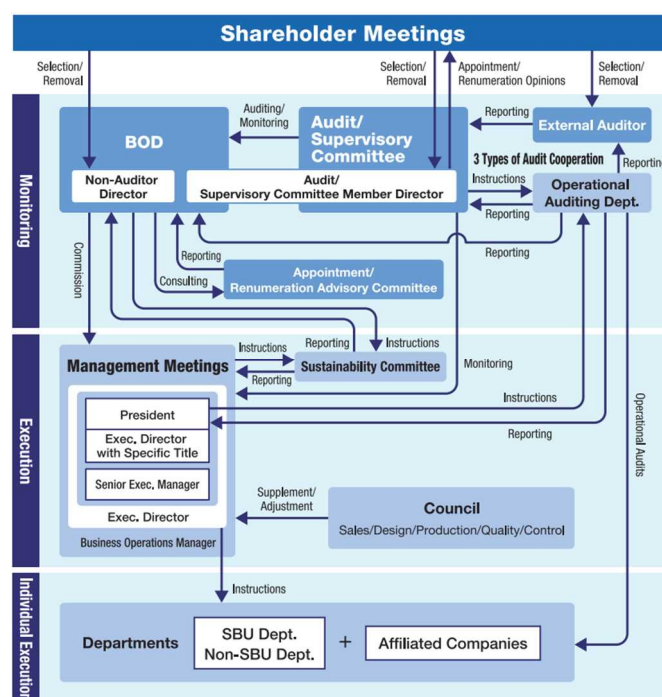 Shareholder Meetings
Selection/
Removal
Selection/
Removal
Appointment/
Renumeration Opinions
Selection/
Removal
Monitoring
BOD
Auditing/
Monitoring
Audit/
Supervisory
Committee
Reporting
External Auditor
3 Types of Audit Cooperation
Reporting
Non-Auditor
Director
Audit/
Supervisory Committee Member Director
Instructions
Reporting
Operational
Auditing Dept.
Reporting
Commission
Reporting
Consulting
Appointment/
Renumeration Advisory Committee
Execution
Management Meetings
Instructions
Reporting
Reporting
Instructions
Sustainability Committee
Monitoring
President
Exec. Director
with Specific Title
Senior Exec. Manager
Exec. Director
Business Operations Manager
Instructions
Reporting
Operational Audits
Supplement/
Adjustment
Council
Sales/Design/Production/Quality/Control
Individual Execution
Instructions
Departments
SBU Dept.
Non-SBU Dept.
+
Affiliated Companies